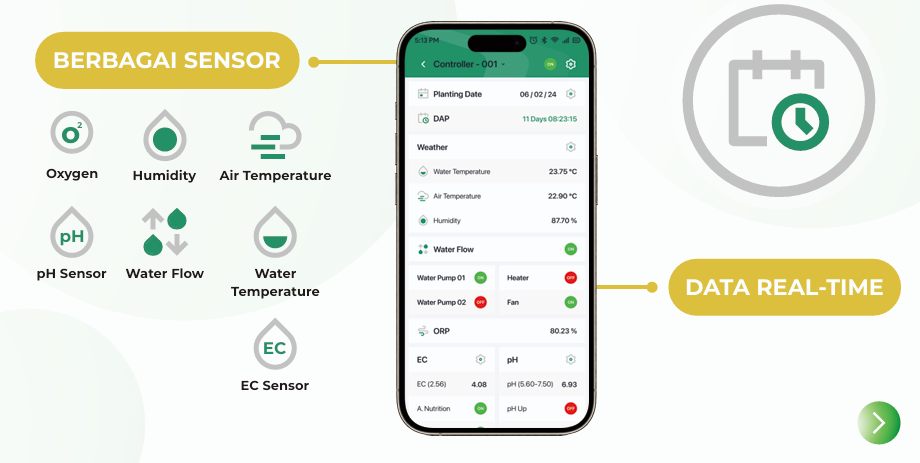 BERBAGAI SENSOR
O2
Oxygen
Humidity
Air Temperature
pH
pH Sensor
Water Flow
Water
Temperature
EC
EC Sensor
5:13 PM
Controller - 001
ON
Planting Date
06 / 02 / 24
DAP
11 Days 08:23:15
Weather
Water Temperature
23.75 °C
Air Temperature
22.90 °C
Humidity
87.70 %
Water Flow
ON
Water Pump 01
ON
Heater
OFF
Water Pump 02
OFF
Fan
ON
ORP
80.23 %
EC
pH
EC (2.56)
4.08
pH (5.60-7.50)
6.93
A. Nutrition
ON
pH Up
OFF
DATA REAL-TIME